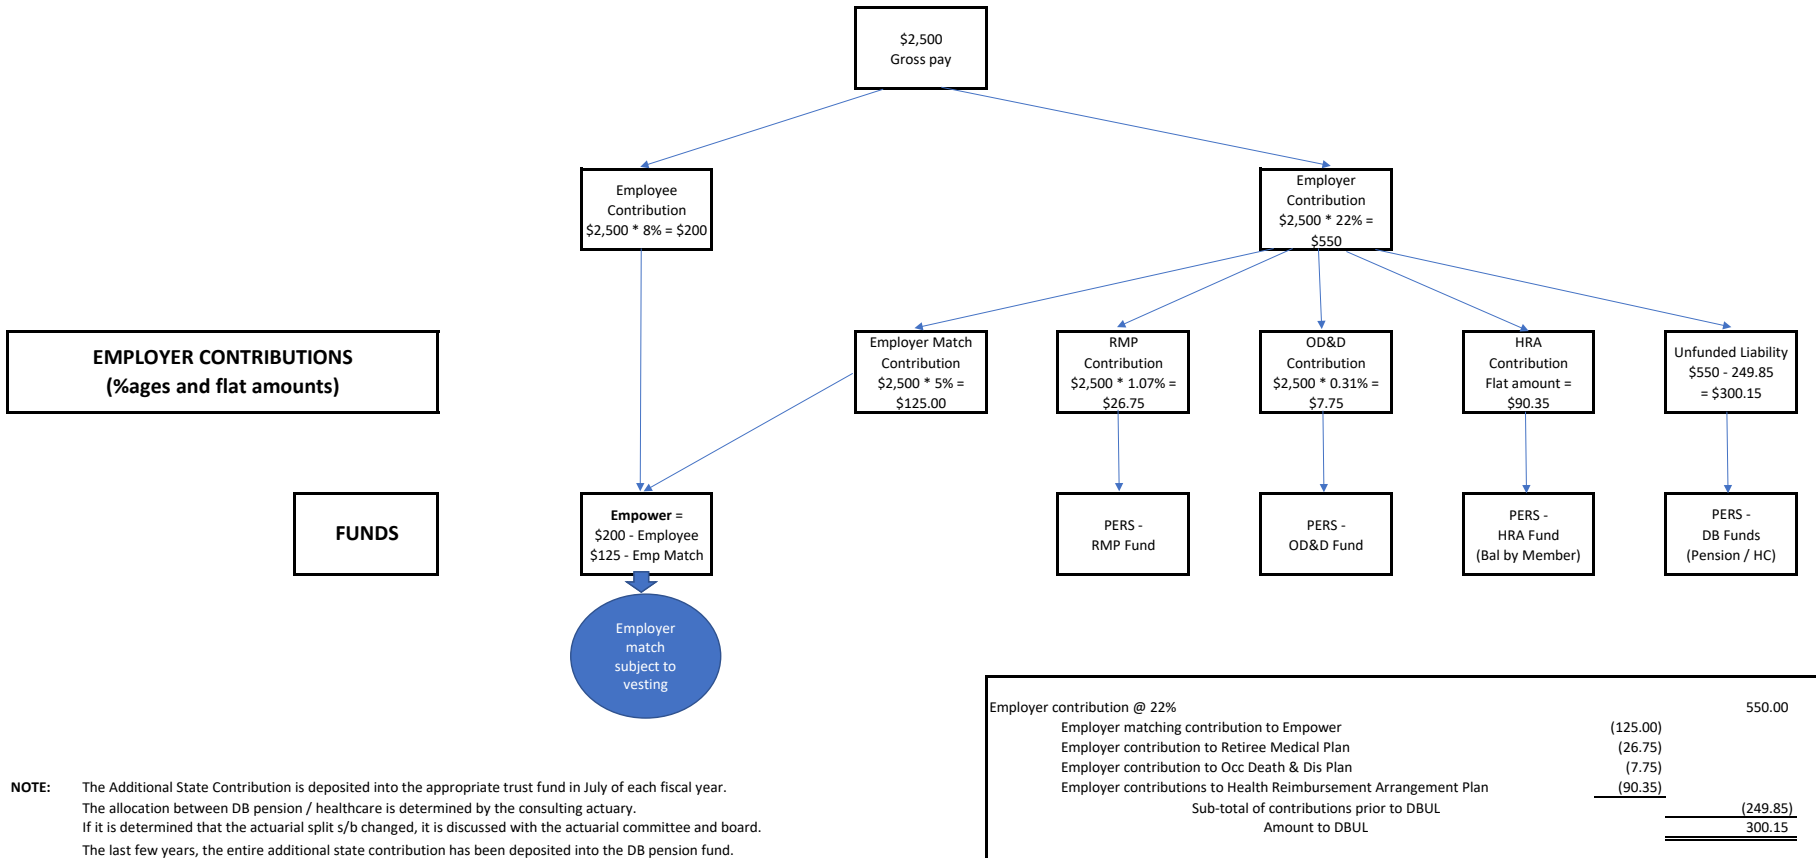 $2,500
Gross pay
Employee
Contribution
$2,500 * 8% = $200
Employer
Contribution
$2,500 * 22% =
$550
EMPLOYER CONTRIBUTIONS
(%ages and flat amounts)
Employer Match
Contribution
$2,500 * 5% =
$125.00
RMP
Contribution
$2,500 * 1.07% =
$26.75
OD&D
Contribution
$2,500 * 0.31% =
$7.75
HRA
Contribution
Flat amount =
$90.35
Unfunded Liability
$550 - 249.85
= $300.15
FUNDS
Empower =
$200 - Employee
$125 - Emp Match
PERS -
RMP Fund
PERS -
OD&D Fund
PERS -
HRA Fund
(Bal by Member)
PERS -
DB Funds
(Pension / HC)
Employer
match
subject to
vesting
Employer contribution @ 22% 550.00
Employer matching contribution to Empower (125.00)
Employer contribution to Retiree Medical Plan (26.75)
Employer contribution to Occ Death & Dis Plan (7.75)
Employer contributions to Health Reimbursement Arrangement Plan (90.35)
Sub-total of contributions prior to DBUL (249.85)
Amount to DBUL 300.15
NOTE: The Additional State Contribution is deposited into the appropriate trust fund in July of each fiscal year.
The allocation between DB pension / healthcare is determined by the consulting actuary.
If it is determined that the actuarial split s/b changed, it is discussed with the actuarial committee and board.
The last few years, the entire additional state contribution has been deposited into the DB pension fund.